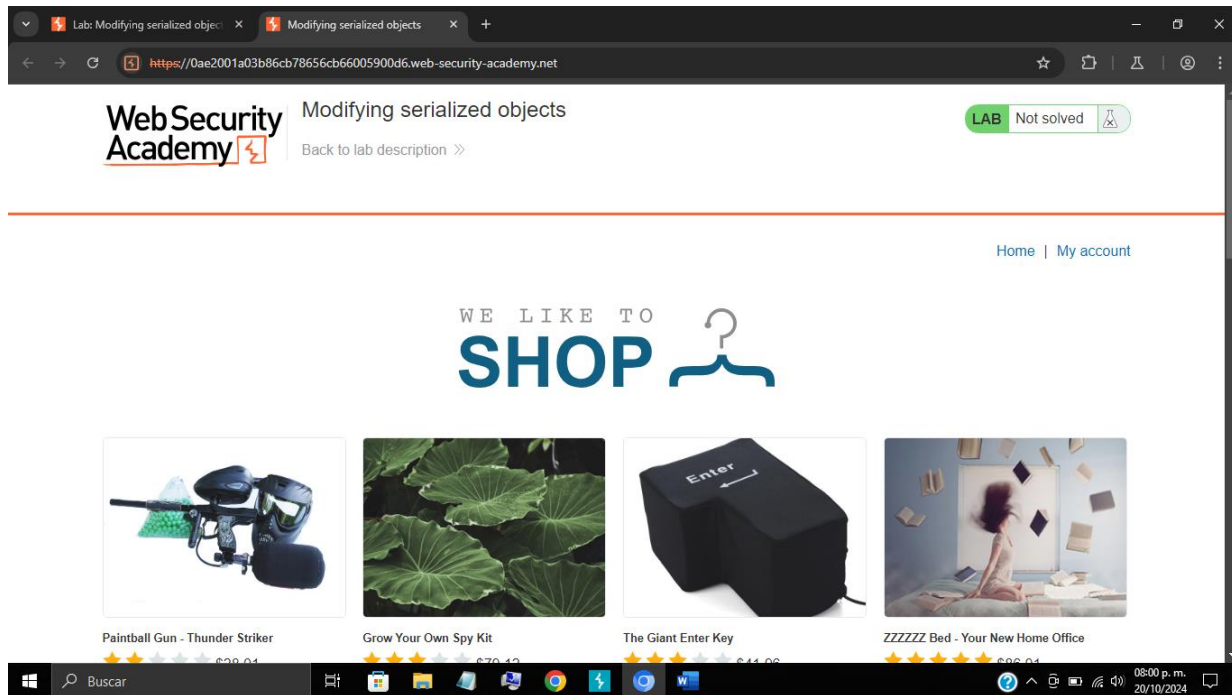 Lab: Modifying serialized objec
Modifying serialized objects
https://0ae2001a03b86cb78656cb66005900d6.web-security-academy.net
Web Security
Academy
Modifying serialized objects
Back to lab description
LAB Not solved
Home | My account
WE LIKE TO
SHOP
Enter
Paintball Gun - Thunder Striker
Grow Your Own Spy Kit
The Giant Enter Key
ZZZZZZ Bed - Your New Home Office
Buscar
08:00 p. m.
20/10/2024